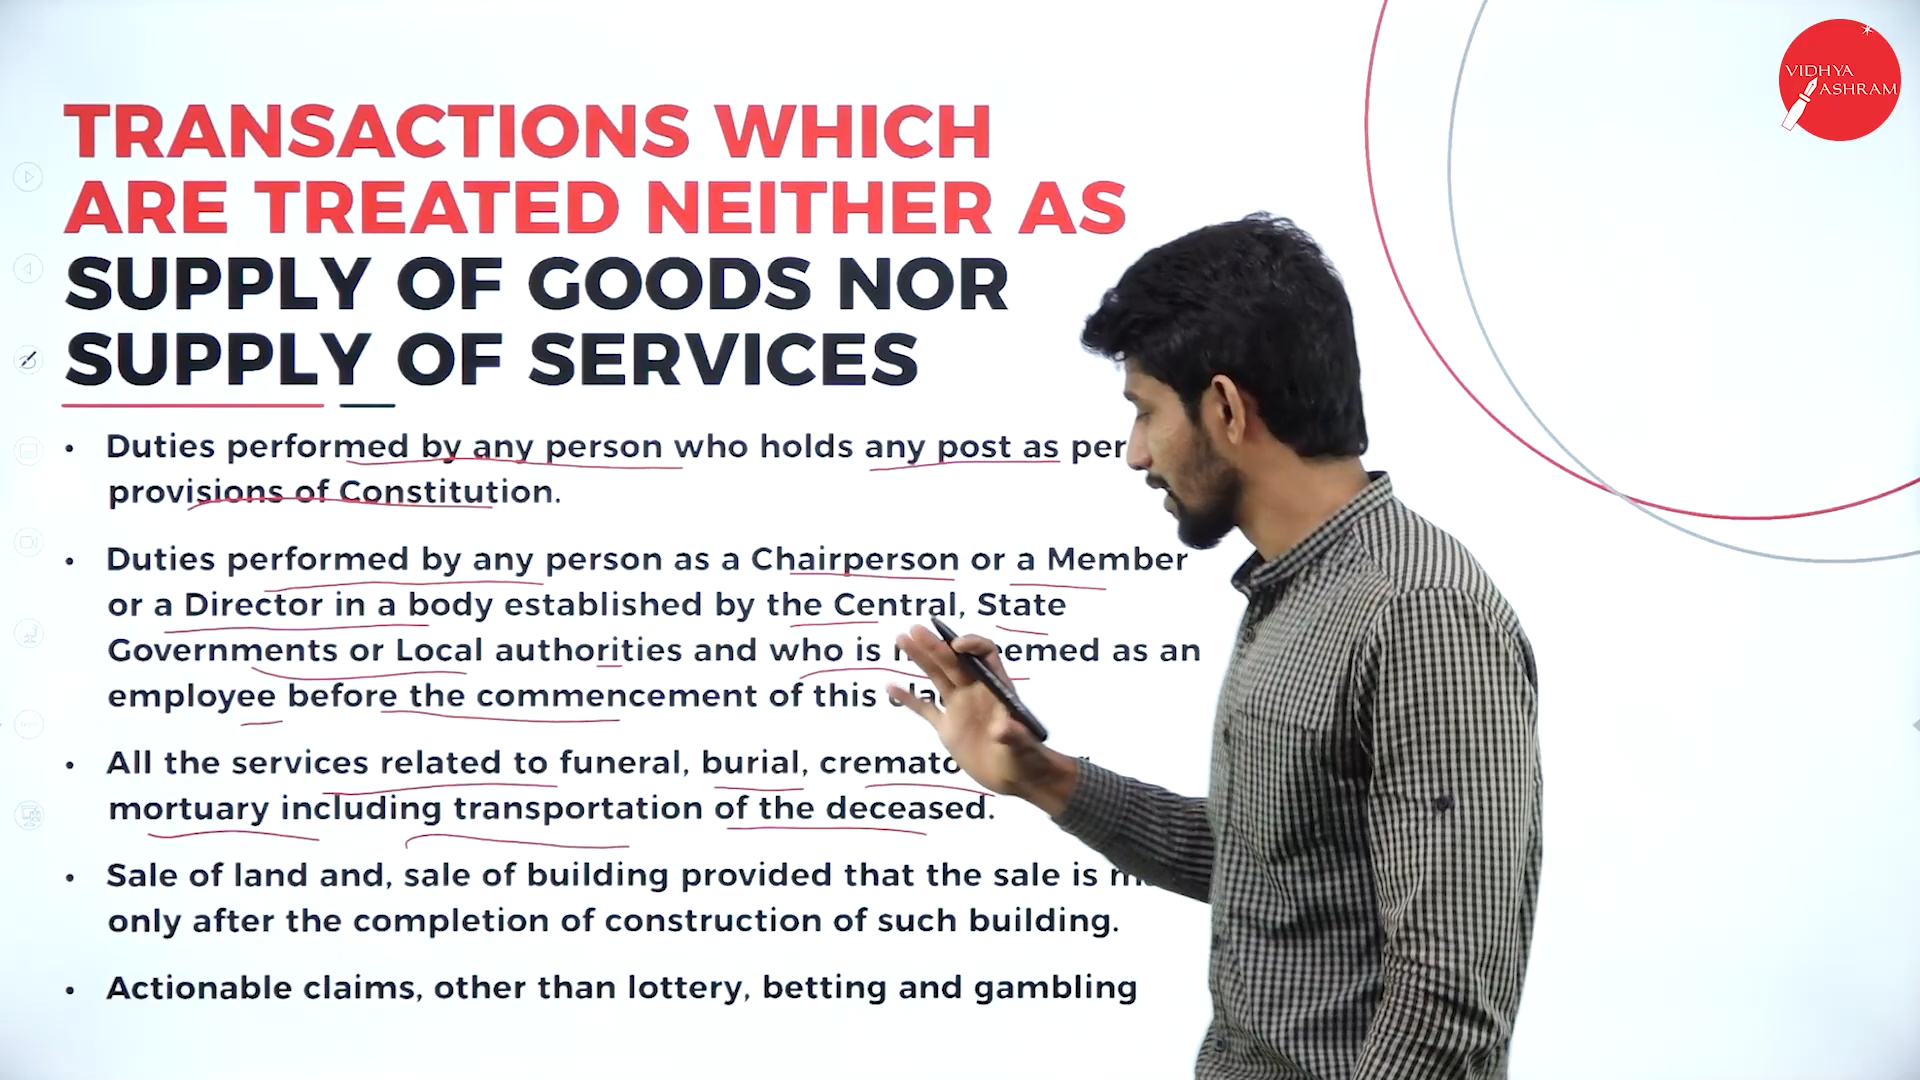 VIDHYA
ASHRAM
TRANSACTIONS WHICH
ARE TREATED NEITHER AS
SUPPLY OF GOODS NOR
SUPPLY OF SERVICES
• Duties performed by any person who holds any post as per
provisions of Constitution.
• Duties performed by any person as a Chairperson or a Member
or a Director in a body established by the Central, State
Governments or Local authorities and who is as an
employee before the commencement of this
• All the services related to funeral, burial,
mortuary including transportation of the deceased.
• Sale of land and, sale of building provided that the sale is
only after the completion of construction of such building.
• Actionable claims, other than lottery, betting and gambling